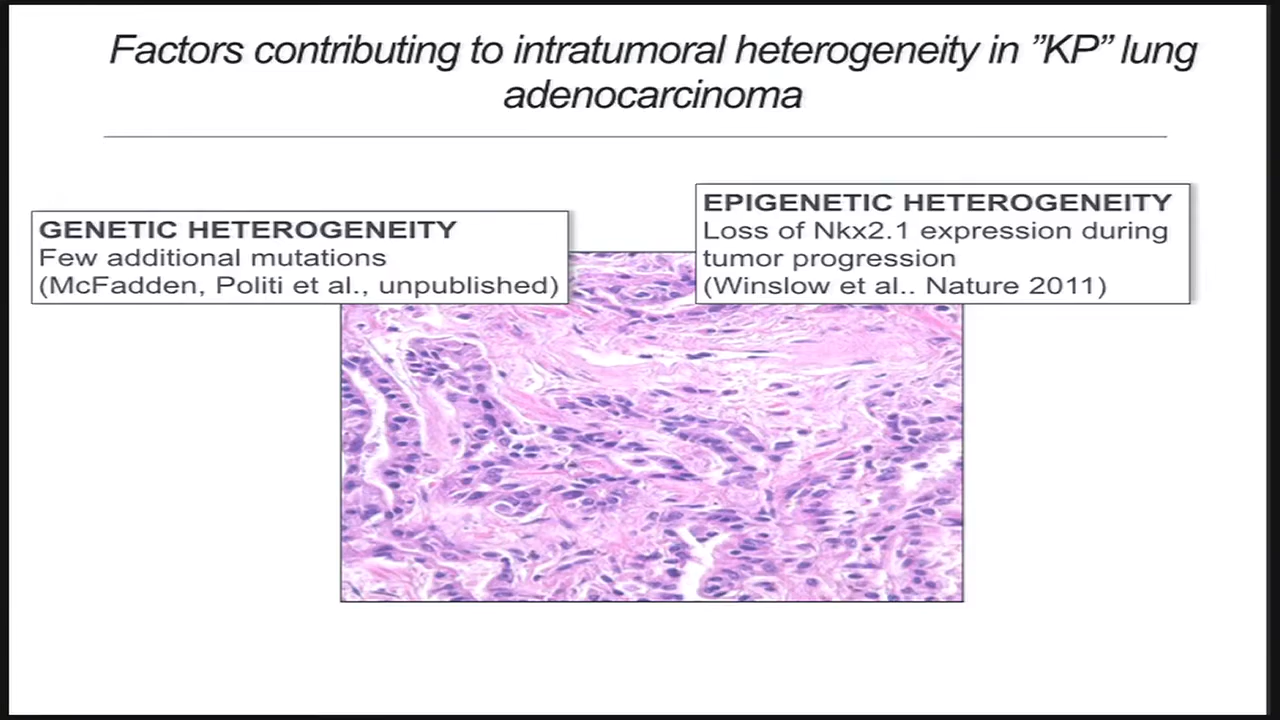 Factors contributing to intratumoral heterogeneity in ”KP” lung
adenocarcinoma
GENETIC HETEROGENEITY
Few additional mutations
(McFadden, Politi et al., unpublished)
EPIGENETIC HETEROGENEITY
Loss of Nkx2.1 expression during
tumor progression
(Winslow et al.. Nature 2011)